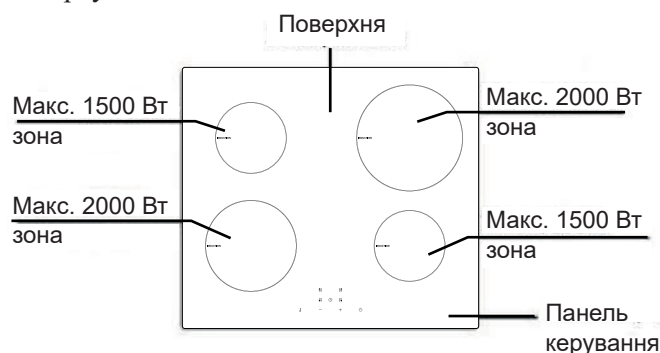 Поверхня
Макс. 1500 Вт
зона
Макс. 2000 Вт
зона
Макс. 2000 Вт
зона
Макс. 1500 Вт
зона
Панель
керування